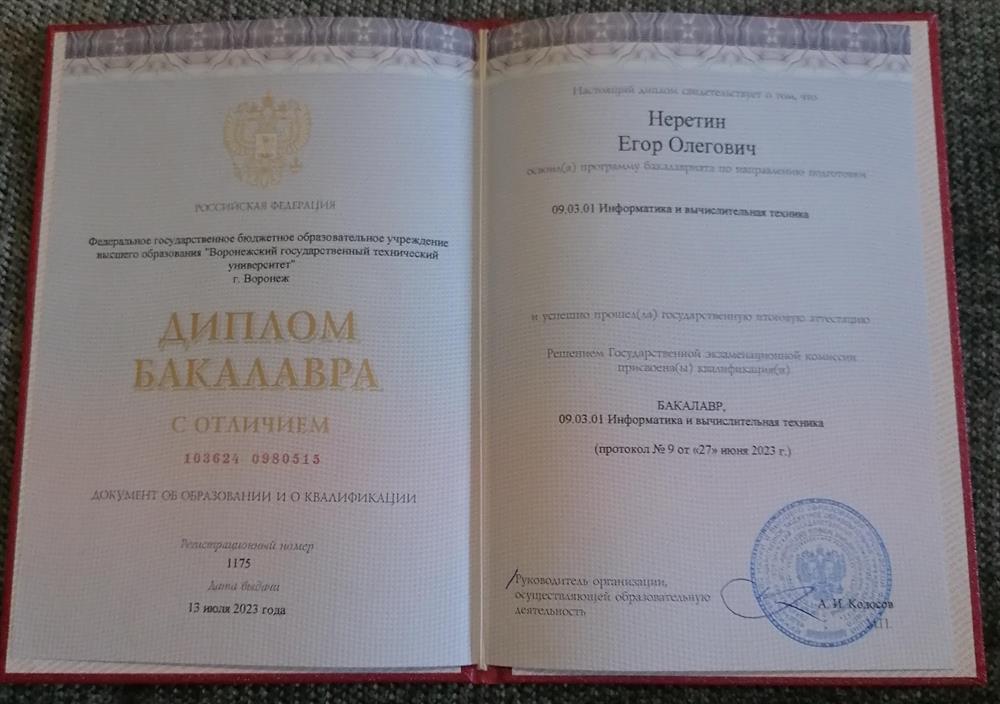 РОССИЙСКАЯ ФЕДЕРАЦИЯ
Федеральное государственное бюджетное образовательное учреждение
высшего образования "Воронежский государственный технический
университет"
г. Воронеж
ДИПЛОМ
БАКАЛАВРА
С ОТЛИЧИЕМ
103624 0980515
ДОКУМЕНТ ОБ ОБРАЗОВАНИИ И О КВАЛИФИКАЦИИ
Регистрационный номер
1175
Дата выдачи
13 июля 2023 года
Настоящий диплом свидетельствует о том, что
Неретин
Егор Олегович
освоил(а) программу бакалавриата по направлению подготовки
09.03.01 Информатика и вычислительная техника
и успешно прошел(ла) государственную итоговую аттестацию
Решением Государственной экзаменационной комиссии
присвоена(ы) квалификация(и)
БАКАЛАВР,
09.03.01 Информатика и вычислительная техника
(протокол № 9 от «27» июня 2023 г.)
Руководитель организации,
осуществляющей образовательную
деятельность
А. И. Колосов
М.П.